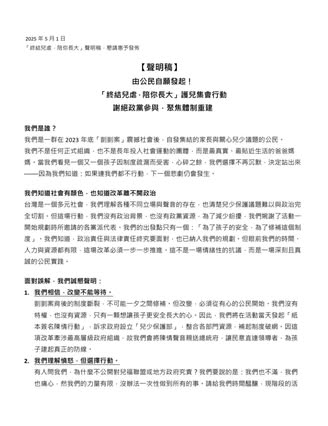 2025 年 5 月 1 日
「終結兒虐，陪你長大」聲明稿，懇請惠予發佈
【聲明稿】
由公民自願發起！
「終結兒虐，陪你長大」護兒集會行動
謝絕政黨參與，聚焦體制重建
我們是誰？
我們是一群在 2023 年底「剴剴案」震撼社會後，自發集結的家長與關心兒少議題的公民。
我們不是任何正式組織，也不是長年投入社會運動的團體，而是最真實、最貼近生活的爸爸媽
媽。當我們看見一個又一個孩子因制度疏漏而受害，心碎之餘，我們選擇不再沉默、決定站出來
——因為我們知道：如果連我們都不行動，下一個悲劇仍會發生。
我們知道社會有顏色，也知道改革離不開政治
台灣是一個多元社會，我們理解各種不同立場與聲音的存在，也清楚兒少保護議題難以與政治完
全切割。但這場行動，我們沒有政治背景，也沒有政黨資源，為了減少紛擾，我們婉謝了活動一
開始規劃時所邀請的各黨派代表。我們的出發點只有一個：「為了孩子的安全，為了修補這個制
度」。我們知道，政治責任與法律責任終究要面對，也已納入我們的規劃，但眼前我們的時間、
人力與資源都有限，這場改革必須一步一步推進。這不是一場情緒性的抗議，而是一場深刻且真
誠的公民實踐。
面對誤解，我們誠懇聲明：
1. 我們相信，改變不能等待。
剴剴案背後的制度斷裂，不可能一夕之間修補。但改變，必須從有心的公民開始。我們沒有
特權，也沒有資源，只有一顆想讓孩子更安全長大的心。因此，我們將在活動當天發起「紙
本簽名陳情行動」，訴求政府設立「兒少保護部」，整合各部門資源，補起制度破網。因這
項改革牽涉最高層級政府組織，故我們會將陳情聲音親送總統府，讓民意直達領導者，為孩
子建起真正的防線。
2. 我們理解憤怒，但選擇行動。
有人問我們，為什麼不公開對兒福聯盟或地方政府究責？我們要說的是：我們也不滿，我們
也痛心，然我們的力量有限，沒辦法一次性做到所有的事。請給我們時間醞釀，現階段的活